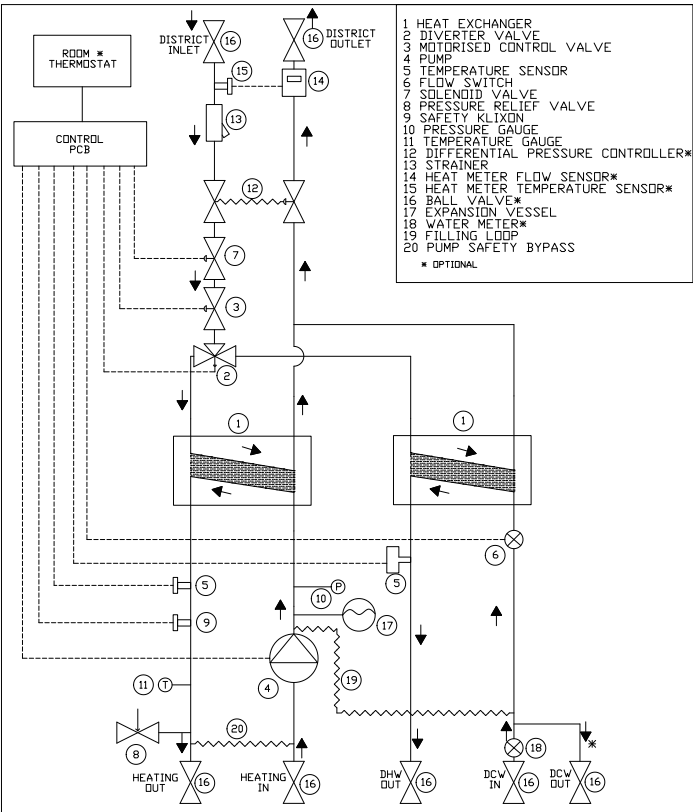 DISTRICT
INLET
16
DISTRICT
OUTLET
16
ROOM *
THERMOSTAT
CONTROL
PCB
15
14
13
12
7
3
2
1
1
6
5
5
P
10
9
17
4
19
11
T
20
8
18
*
HEATING
OUT
16
HEATING
IN
16
DHW
OUT
16
DCW
IN
16
DCW
OUT
16
1 HEAT EXCHANGER
2 DIVERTER VALVE
3 MOTORISED CONTROL VALVE
4 PUMP
5 TEMPERATURE SENSOR
6 FLOW SWITCH
7 SOLENOID VALVE
8 PRESSURE RELIEF VALVE
9 SAFETY KLIXON
10 PRESSURE GAUGE
11 TEMPERATURE GAUGE
12 DIFFERENTIAL PRESSURE CONTROLLER*
13 STRAINER
14 HEAT METER FLOW SENSOR*
15 HEAT METER TEMPERATURE SENSOR*
16 BALL VALVE*
17 EXPANSION VESSEL
18 WATER METER*
19 FILLING LOOP
20 PUMP SAFETY BYPASS
* OPTIONAL